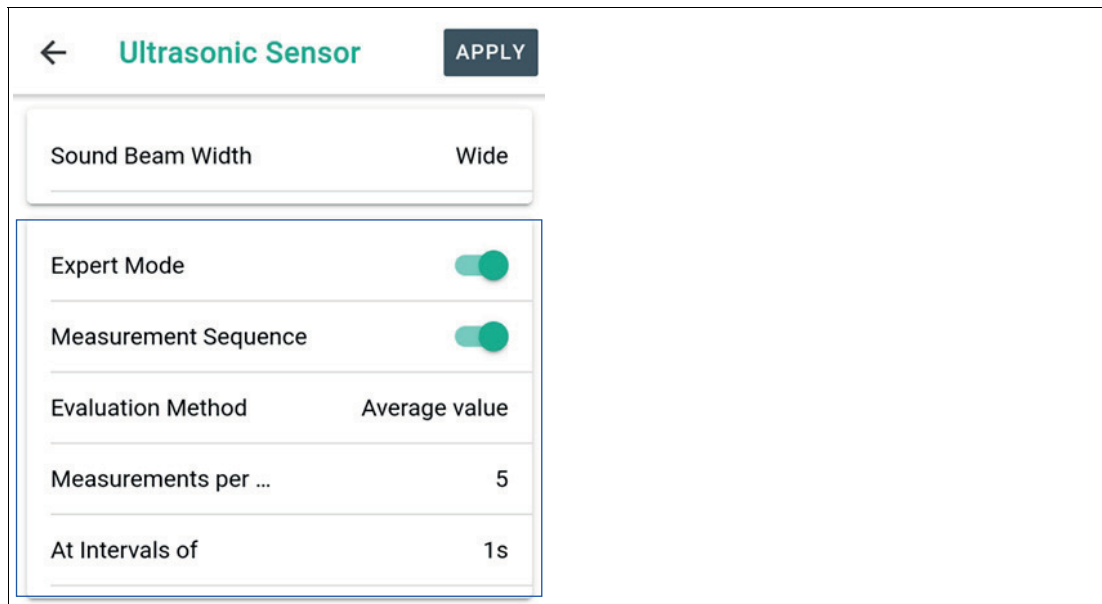 Ultrasonic Sensor APPLY
Sound Beam Width Wide
Expert Mode
Measurement Sequence
Evaluation Method Average value
Measurements per ... 5
At Intervals of 1s